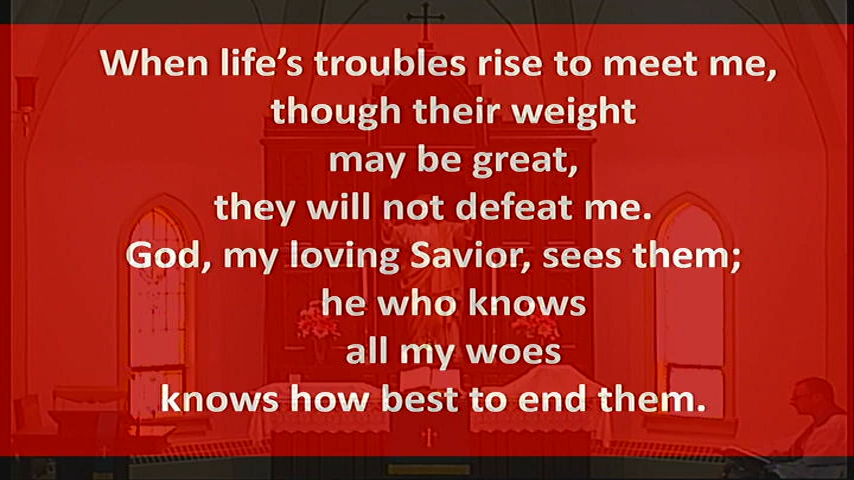 When life’s troubles rise to meet me,
though their weight
may be great,
they will not defeat me.
God, my loving Savior, sees them;
he who knows
all my woes
knows how best to end them.